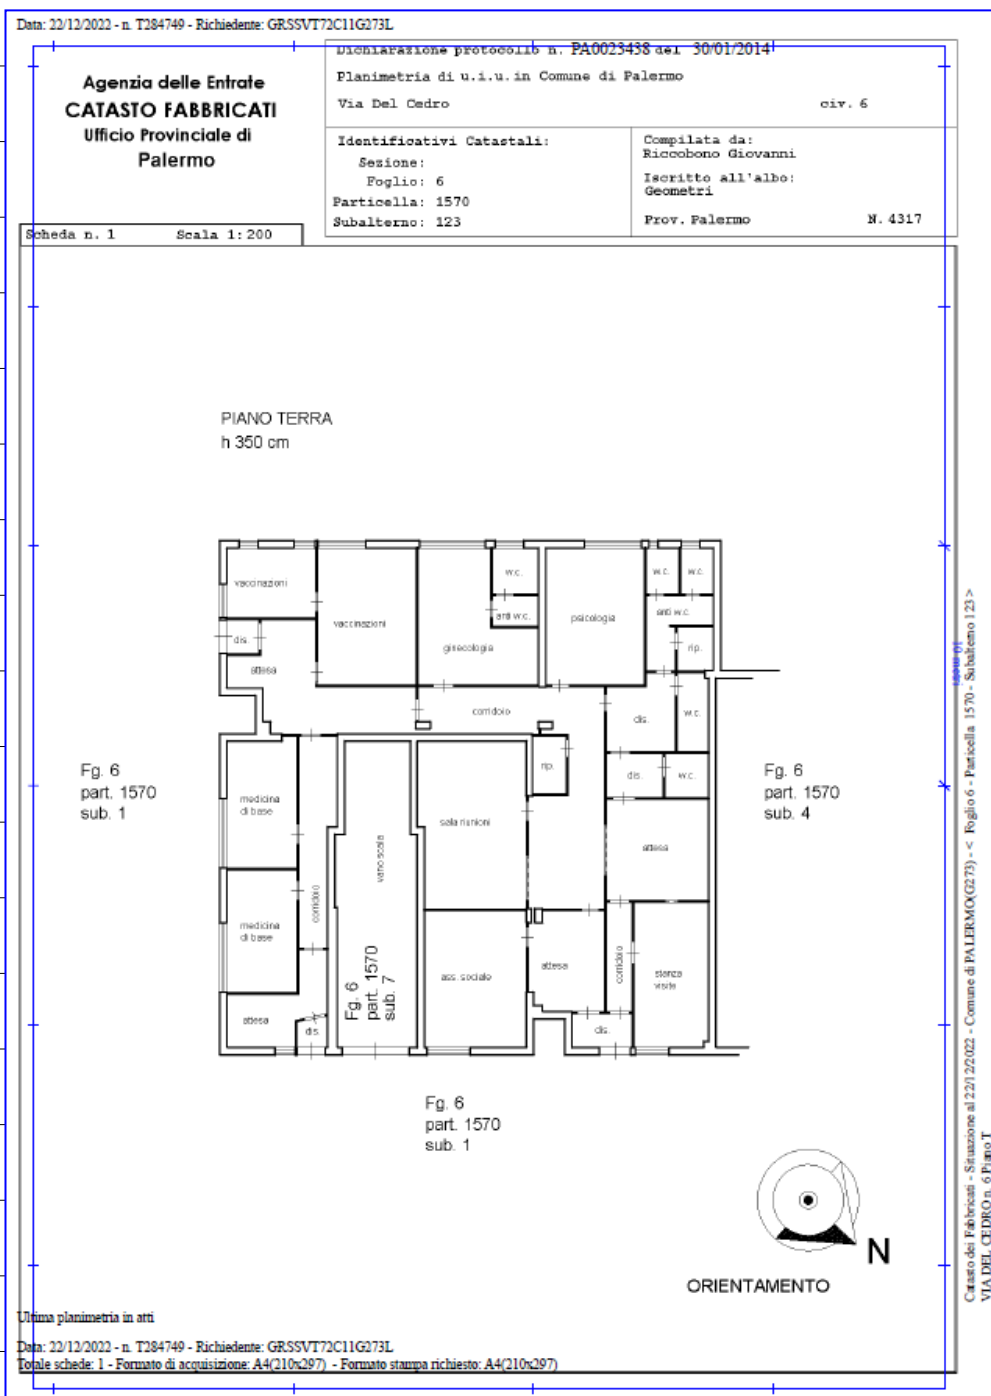 Data: 22/12/2022 - n. T284749 - Richiedente: GRSSVT72C11G273L
Agenzia delle Entrate
CATASTO FABBRICATI
Ufficio Provinciale di
Palermo
Dichiarazione protocollo n. PA0023438 del 30/01/2014
Planimetria di u.i.u. in Comune di Palermo
Via Del Cedro civ. 6
Identificativi Catastali:
Sezione:
Foglio: 6
Particella: 1570
Subalterno: 123
Compilata da:
Riccobono Giovanni
Iscritto all'albo:
Geometri
Prov. Palermo N. 4317
Scheda n. 1 Scala 1:200
PIANO TERRA
h 350 cm
vaccinazioni
vaccinazioni
ginecologia
w.c.
anti w.c.
psicologia
w.c.
w.c.
anti w.c.
rip.
dis.
attesa
corridoio
dis.
w.c.
rip.
dis.
w.c.
medicina
di base
sala riunioni
vano scala
attesa
medicina
di base
corridoio
Fg. 6
part. 1570
sub. 7
ass. sociale
attesa
corridoio
stanza
visite
attesa
dis.
dis.
Fg. 6
part. 1570
sub. 1
Fg. 6
part. 1570
sub. 4
Fg. 6
part. 1570
sub. 1
N
ORIENTAMENTO
10 metri
Catasto dei Fabbricati - Situazione al 22/12/2022 - Comune di PALERMO(G273) - < Foglio 6 - Particella 1570 - Subalterno 123 >
VIA DEL CEDRO n. 6 Piano T
Ultima planimetria in atti
Data: 22/12/2022 - n. T284749 - Richiedente: GRSSVT72C11G273L
Totale schede: 1 - Formato di acquisizione: A4(210x297) - Formato stampa richiesto: A4(210x297)